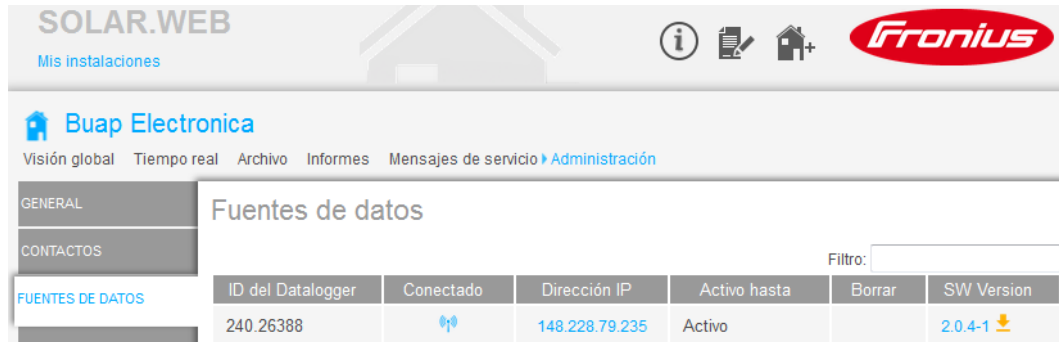 SOLAR.WEB
Mis instalaciones
Fronius
Buap Electronica
Visión global Tiempo real Archivo Informes Mensajes de servicio Administración
GENERAL
CONTACTOS
FUENTES DE DATOS
Fuentes de datos
Filtro:
ID del Datalogger Conectado Dirección IP Activo hasta Borrar SW Version
240.26388 148.228.79.235 Activo 2.0.4-1